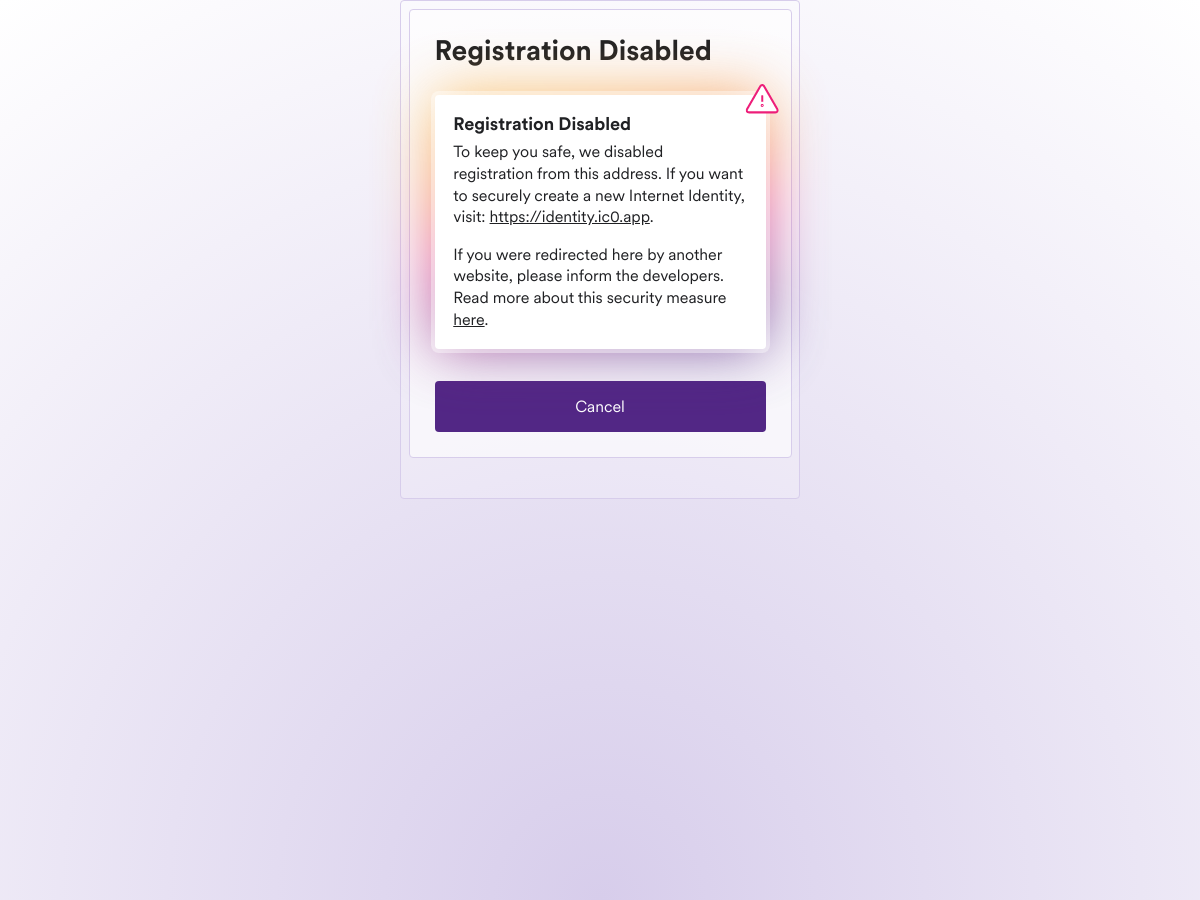 Registration Disabled
Registration Disabled
To keep you safe, we disabled
registration from this address. If you want
to securely create a new Internet Identity,
visit: https://identity.ic0.app.
If you were redirected here by another
website, please inform the developers.
Read more about this security measure
here.
Cancel